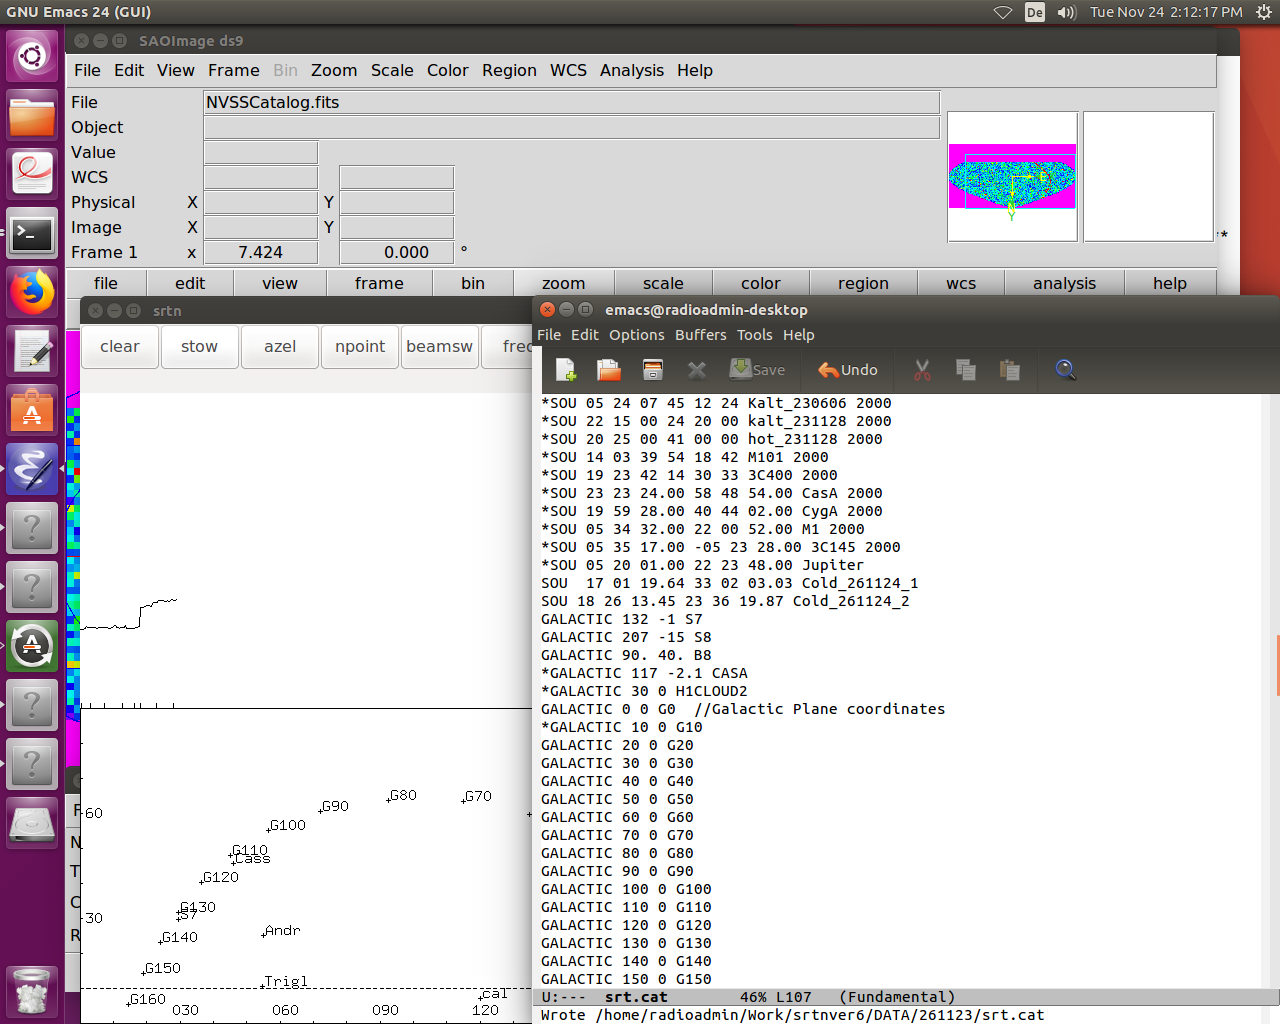 GNU Emacs 24 (GUI)
De
Tue Nov 24 2:12:17 PM
SAOImage ds9
File Edit View Frame Bin Zoom Scale Color Region WCS Analysis Help
File NVSSCatalog.fits
Object
Value
WCS
Physical X Y
Image X Y
Frame 1 x 7.424 0.000 °
E
N
Y
file edit view frame bin zoom scale color region wcs analysis help
srtn
clear stow azel npoint beamsw
60
30
G90
G80
G70
G100
G110
Cass
G120
G130
S7
G140
Andr
G150
Trigl
G160
cal
030 060 090 120
emacs@radioadmin-desktop
File Edit Options Buffers Tools Help
Save Undo
*SOU 05 24 07 45 12 24 Kalt_230606 2000
*SOU 22 15 00 24 20 00 kalt_231128 2000
*SOU 20 25 00 41 00 00 hot_231128 2000
*SOU 14 03 39 54 18 42 M101 2000
*SOU 19 23 42 14 30 33 3C400 2000
*SOU 23 23 24.00 58 48 54.00 CasA 2000
*SOU 19 59 28.00 40 44 02.00 CygA 2000
*SOU 05 34 32.00 22 00 52.00 M1 2000
*SOU 05 35 17.00 -05 23 28.00 3C145 2000
*SOU 05 20 01.00 22 23 48.00 Jupiter
SOU  17 01 19.64 33 02 03.03 Cold_261124_1
SOU 18 26 13.45 23 36 19.87 Cold_261124_2
GALACTIC 132 -1 S7
GALACTIC 207 -15 S8
GALACTIC 90. 40. B8
*GALACTIC 117 -2.1 CASA
*GALACTIC 30 0 H1CLOUD2
GALACTIC 0 0 G0  //Galactic Plane coordinates
*GALACTIC 10 0 G10
GALACTIC 20 0 G20
GALACTIC 30 0 G30
GALACTIC 40 0 G40
GALACTIC 50 0 G50
GALACTIC 60 0 G60
GALACTIC 70 0 G70
GALACTIC 80 0 G80
GALACTIC 90 0 G90
GALACTIC 100 0 G100
GALACTIC 110 0 G110
GALACTIC 120 0 G120
GALACTIC 130 0 G130
GALACTIC 140 0 G140
GALACTIC 150 0 G150
U:--- srt.cat 46% L107 (Fundamental)
Wrote /home/radioadmin/Work/srtnver6/DATA/261123/srt.cat